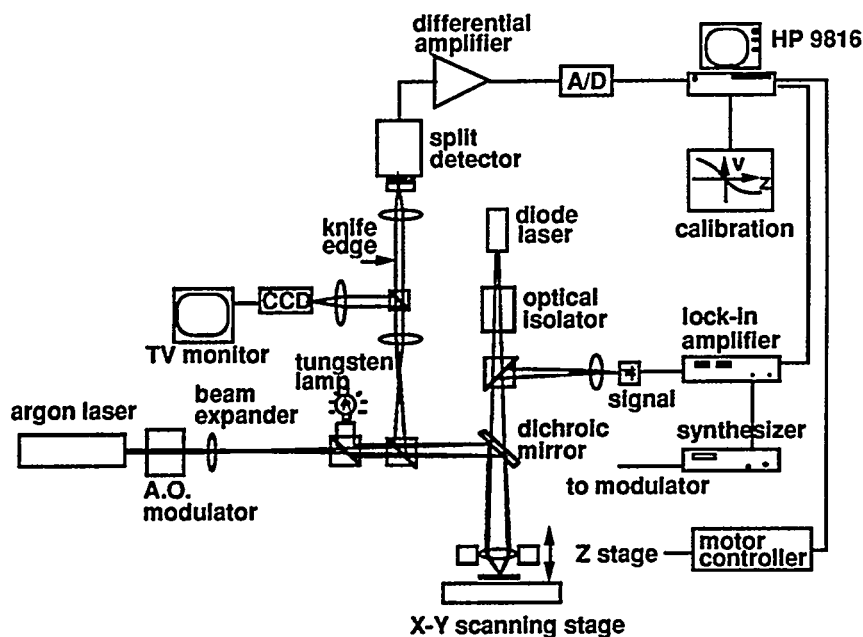 differential
amplifier
HP 9816
A/D
split
detector
V
Z
calibration
diode
laser
knife
edge
CCD
optical
isolator
TV monitor
lock-in
amplifier
tungsten
lamp
signal
beam
expander
argon laser
dichroic
mirror
synthesizer
A.O.
modulator
to modulator
Z stage
motor
controller
X-Y scanning stage